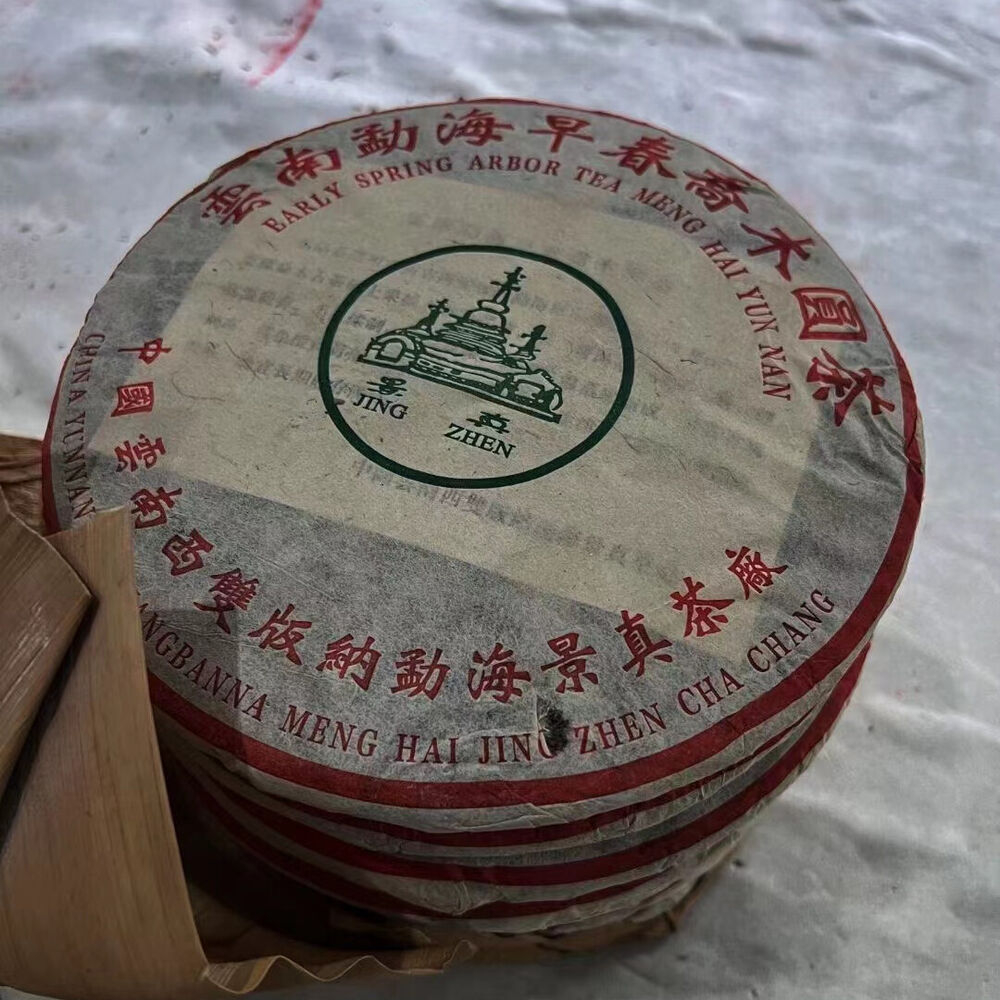 雲南勐海早春喬木圓茶
EARLY SPRING ARBOR TEA MENG HAI YUN NAN
景真
JING ZHEN
中國雲南西雙版納勐海景真茶廠
CHINA YUNNAN NGBANNA MENG HAI JING ZHEN CHA CHANG